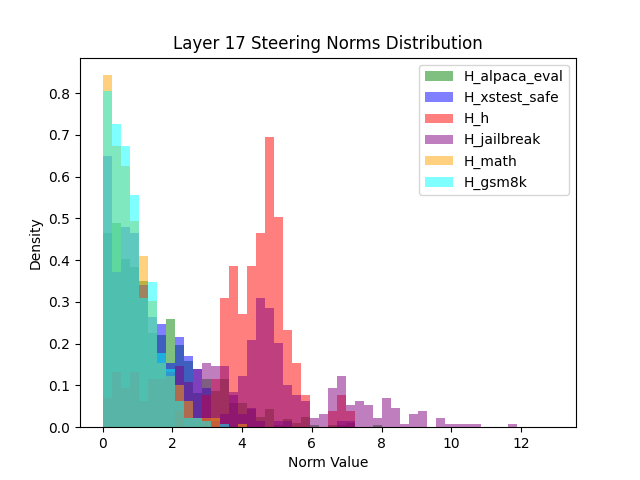 Layer 17 Steering Norms Distribution
H_alpaca_eval
H_xstest_safe
H_h
H_jailbreak
H_math
H_gsm8k
Density
0.8
0.7
0.6
0.5
0.4
0.3
0.2
0.1
0.0
0 2 4 6 8 10 12
Norm Value